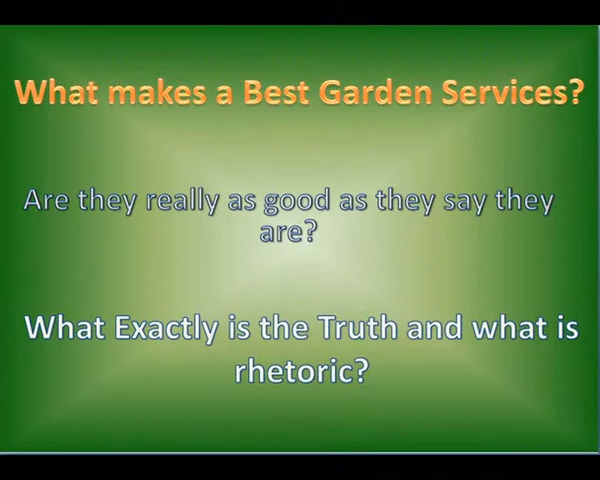 What makes a Best Garden Services?
Are they really as good as they say they
are?
What Exactly is the Truth and what is
rhetoric?